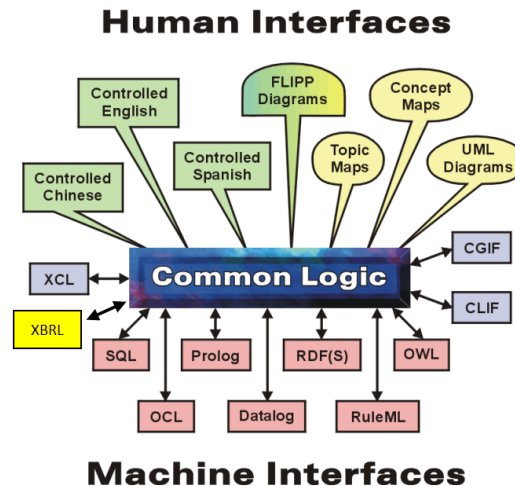 Human Interfaces
FLIPP
Diagrams
Concept
Maps
Controlled
English
Controlled
Spanish
Topic
Maps
UML
Diagrams
Controlled
Chinese
Common Logic
CGIF
XCL
CLIF
XBRL
SQL
Prolog
RDF(S)
OWL
OCL
Datalog
RuleML
Machine Interfaces